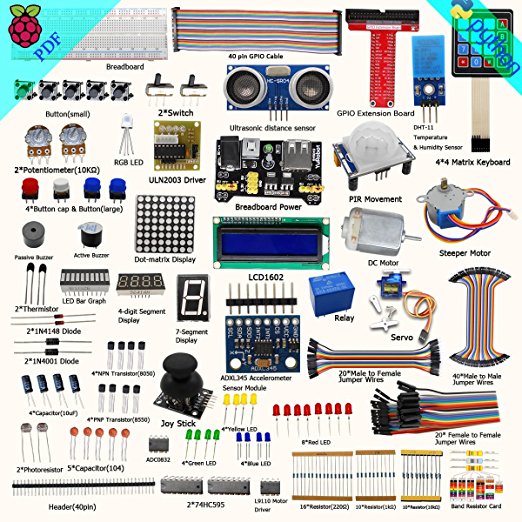 PDF
python
Breadboard
40 pin GPIO Cable
HC-SR04
GPIO Extension Board
DHT-11
Temperature
& Humidity Sensor
4*4 Matrix Keyboard
Button(small)
2*Switch
Ultrasonic distance sensor
2*Potentiometer(10KΩ)
RGB LED
ULN2003 Driver
YuRobot
Breadboard Power
PIR Movement
4*Button cap & Button(large)
Steeper Motor
Passive Buzzer
Active Buzzer
Dot-matrix Display
LCD1602
DC Motor
2*Thermistor
LED Bar Graph
4-digit Segment
Display
7-Segment
Display
Relay
Servo
2*1N4148 Diode
2*1N4001 Diode
ADXL345
ADXL345 Accelerometer
Sensor Module
20*Male to Female
Jumper Wires
40*Male to Male
Jumper Wires
4*NPN Transistor(8050)
4*Capacitor(10uF)
4*PNP Transistor(8550)
Joy Stick
4*Yellow LED
8*Red LED
20* Female to Female
Jumper Wires
2*Photoresistor
5*Capacitor(104)
ADC0832
4*Green LED
4*Blue LED
Header(40pin)
2*74HC595
L9110 Motor
Driver
16*Resistor(220Ω)
10*Resistor(1kΩ)
10*Resistor(10kΩ)
Band Resistor Card